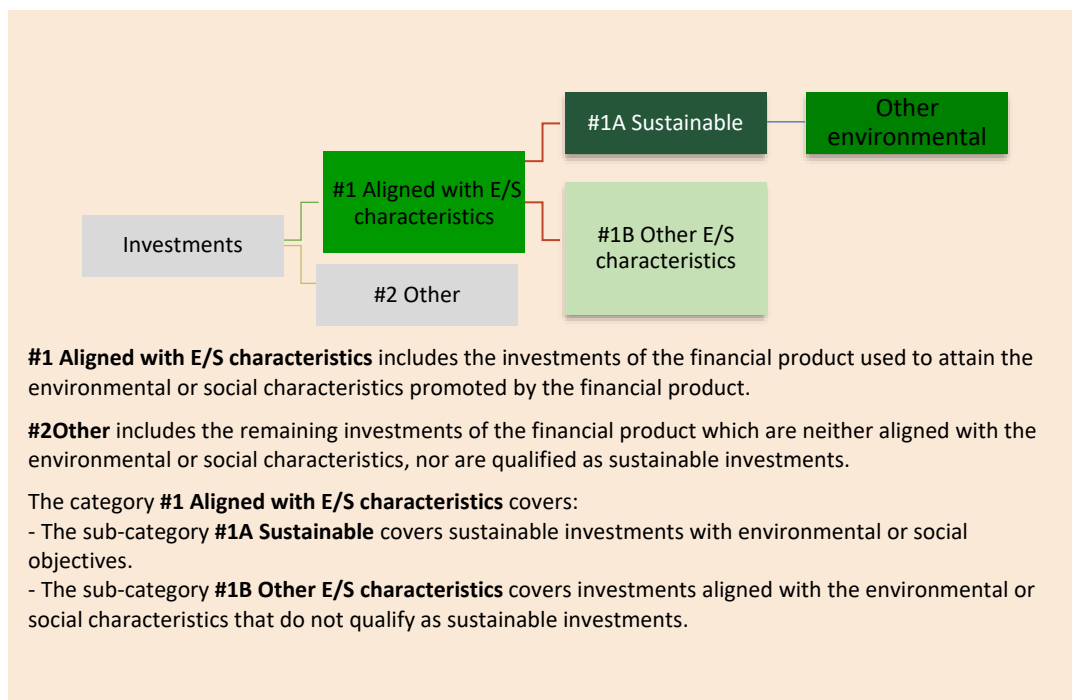 #1A Sustainable
Other
environmental
#1 Aligned with E/S
characteristics
#1B Other E/S
characteristics
Investments
#2 Other
#1 Aligned with E/S characteristics includes the investments of the financial product used to attain the
environmental or social characteristics promoted by the financial product.
#2Other includes the remaining investments of the financial product which are neither aligned with the
environmental or social characteristics, nor are qualified as sustainable investments.
The category #1 Aligned with E/S characteristics covers:
- The sub-category #1A Sustainable covers sustainable investments with environmental or social
objectives.
- The sub-category #1B Other E/S characteristics covers investments aligned with the environmental or
social characteristics that do not qualify as sustainable investments.